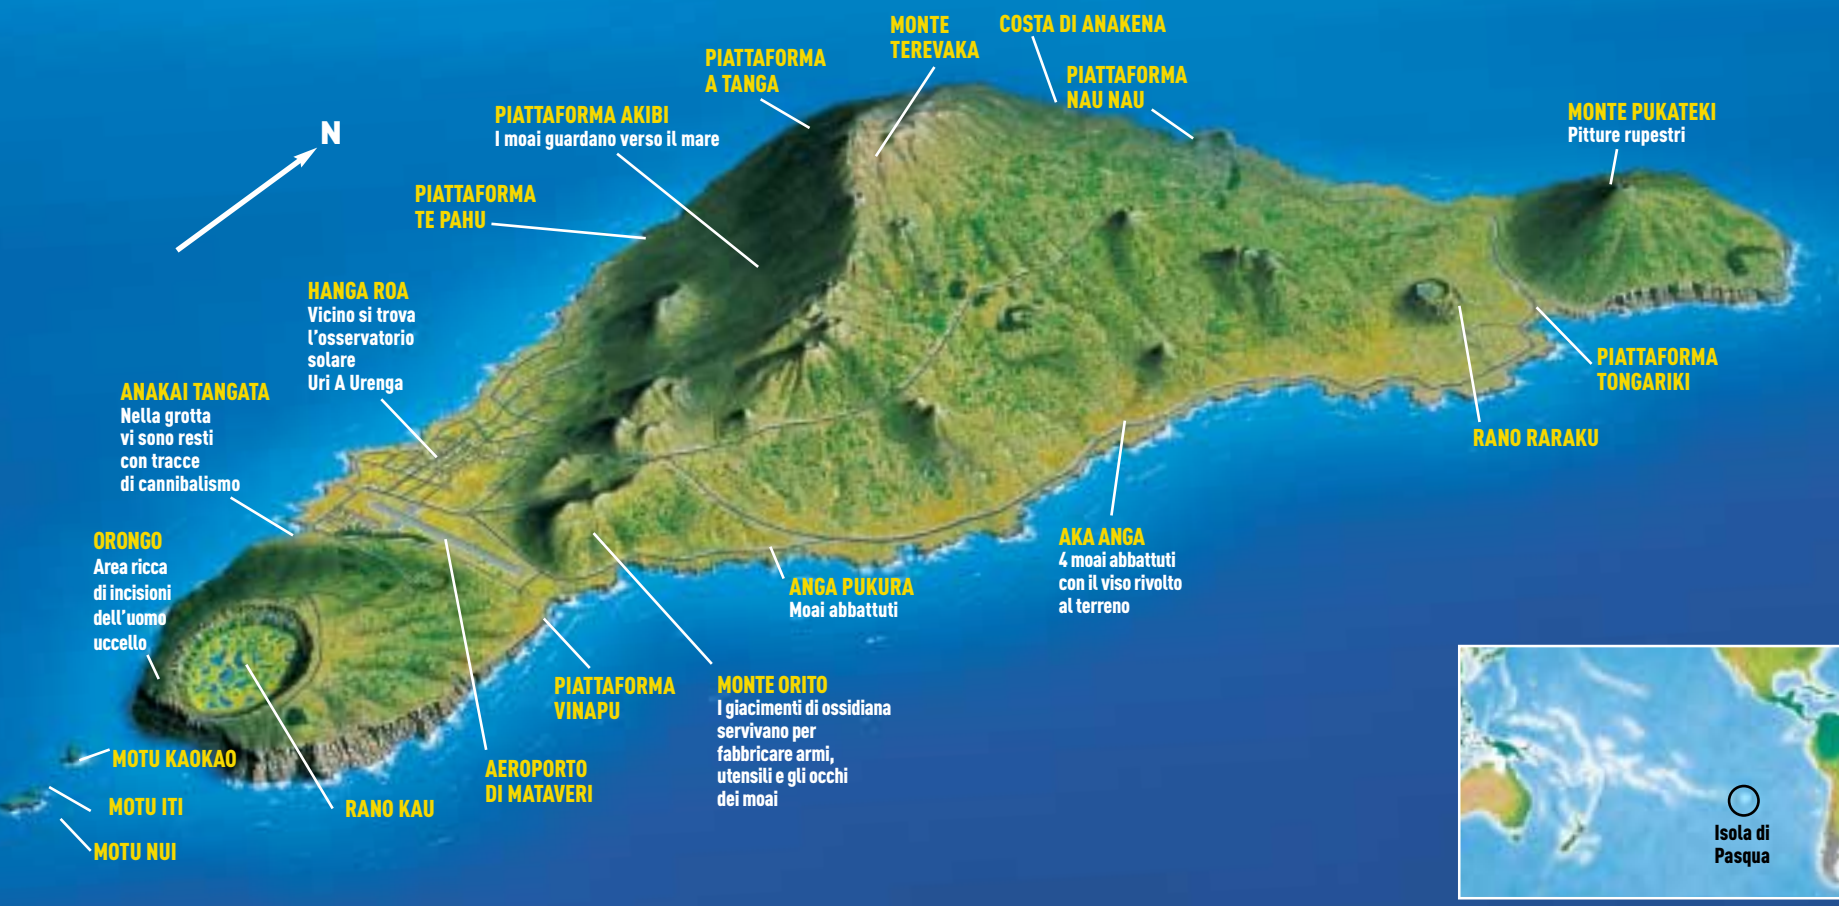 MONTE
TEREVAKA
COSTA DI ANAKENA
PIATTAFORMA
A TANGA
PIATTAFORMA
NAU NAU
PIATTAFORMA AKIBI
I moai guardano verso il mare
MONTE PUKATEKI
Pitture rupestri
N
PIATTAFORMA
TE PAHU
HANGA ROA
Vicino si trova
l'osservatorio
solare
Uri A Urenga
ANAKAI TANGATA
Nella grotta
vi sono resti
con tracce
di cannibalismo
PIATTAFORMA
TONGARIKI
RANO RARAKU
ORONGO
Area ricca
di incisioni
dell'uomo
uccello
AKA ANGA
4 moai abbattuti
con il viso rivolto
al terreno
ANGA PUKURA
Moai abbattuti
PIATTAFORMA
VINAPU
MONTE ORITO
I giacimenti di ossidiana
servivano per
fabbricare armi,
utensili e gli occhi
dei moai
MOTU KAOKAO
AEROPORTO
DI MATAVERI
MOTU ITI
RANO KAU
MOTU NUI
Isola di
Pasqua